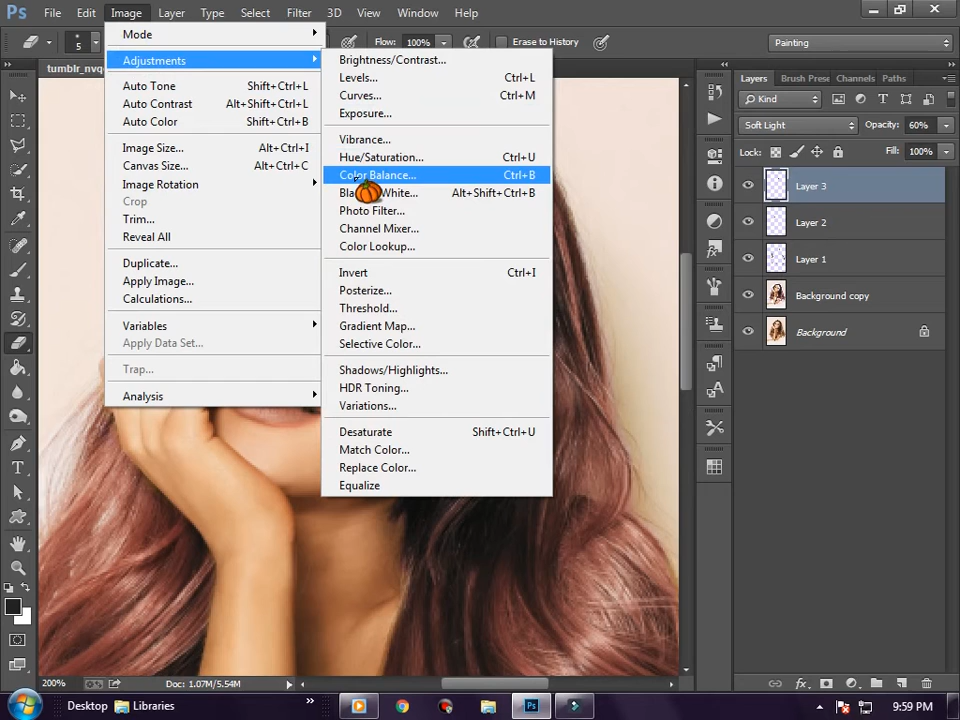 Ps File Edit Image Layer Type Select Filter 3D View Window Help
5 Flow: 100% Erase to History Painting
tumblr_nvq
Mode
Adjustments
Auto Tone Shift+Ctrl+L
Auto Contrast Alt+Shift+Ctrl+L
Auto Color Shift+Ctrl+B
Image Size... Alt+Ctrl+I
Canvas Size... Alt+Ctrl+C
Image Rotation
Crop
Trim...
Reveal All
Duplicate...
Apply Image...
Calculations...
Variables
Apply Data Set...
Trap...
Analysis
Brightness/Contrast...
Levels... Ctrl+L
Curves... Ctrl+M
Exposure...
Vibrance...
Hue/Saturation... Ctrl+U
Color Balance... Ctrl+B
Alt+Shift+Ctrl+B
Photo Filter...
Channel Mixer...
Color Lookup...
Invert Ctrl+I
Posterize...
Threshold...
Gradient Map...
Selective Color...
Shadows/Highlights...
HDR Toning...
Variations...
Desaturate Shift+Ctrl+U
Match Color...
Replace Color...
Equalize
Layers Brush Prese Channels Paths
Kind
Soft Light Opacity: 60%
Lock: Fill: 100%
Layer 3
Layer 2
Layer 1
Background copy
Background
200% Doc: 1.07M/5.54M
Desktop Libraries 9:59 PM